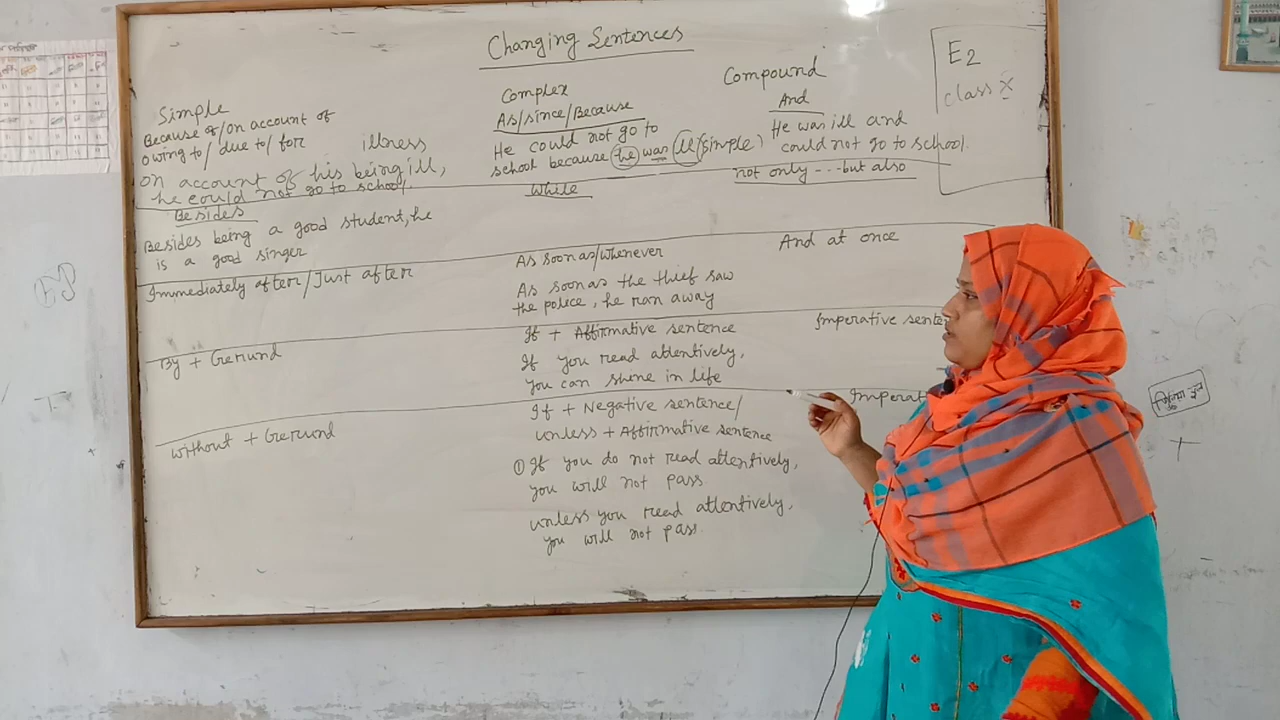 Changing Sentences
E2
class X
Simple
Because of/on account of
owing to/ due to/ for
illness
on account of his being ill,
he could not go to school.
Complex
As/since/Because
He could not go to
school because he was ill (simple)
Compound
And
He was ill and
could not go to school.
Besides
Besides being a good student, he
is a good singer
While
not only ---but also
Immediately after/Just after
As soon as/whenever
As soon as the thief saw
the police, he ran away
And at once
By + Gerund
If + Affirmative sentence
If you read attentively,
you can shine in life
Imperative sente
without + Gerund
If + Negative sentence/
unless + Affirmative sentence
① If you do not read attentively,
you will not pass
unless you read attentively,
you will not pass.
Imperat